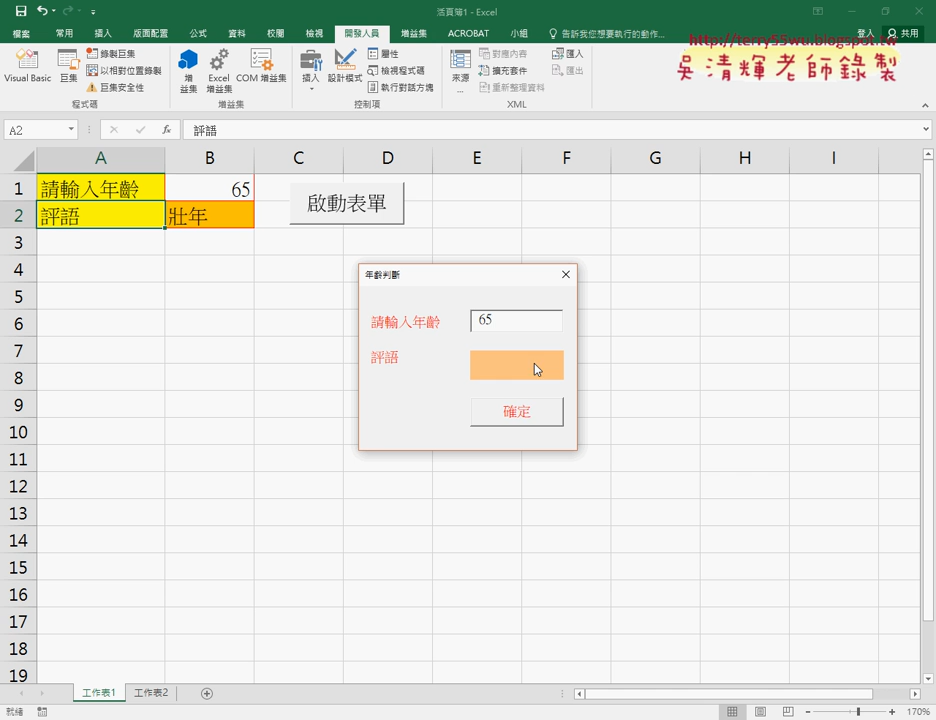 活頁簿1 - Excel
檔案 常用 插入 版面配置 公式 資料 校閱 檢視 開發人員 增益集 ACROBAT 小組 告訴我您想要執行的動作... 登入 共用
http://terry55wu.blogspot.tw
吳清輝老師錄製
Visual Basic 巨集 錄製巨集 以相對位置錄製 巨集安全性
程式碼
增益集 Excel 增益集 COM 增益集
增益集
插入 設計模式 屬性 檢視程式碼 執行對話方塊
控制項
來源... 對應內容 擴充套件 重新整理資料 匯入 匯出
XML
A2 fx 評語
A B C D E F G H I
1 請輸入年齡 65
啟動表單
2 評語 壯年
3
4
5
年齡判斷
6
請輸入年齡 65
7
評語
8
9
確定
10
11
12
13
14
15
16
17
18
19
工作表1 工作表2
就緒 170%